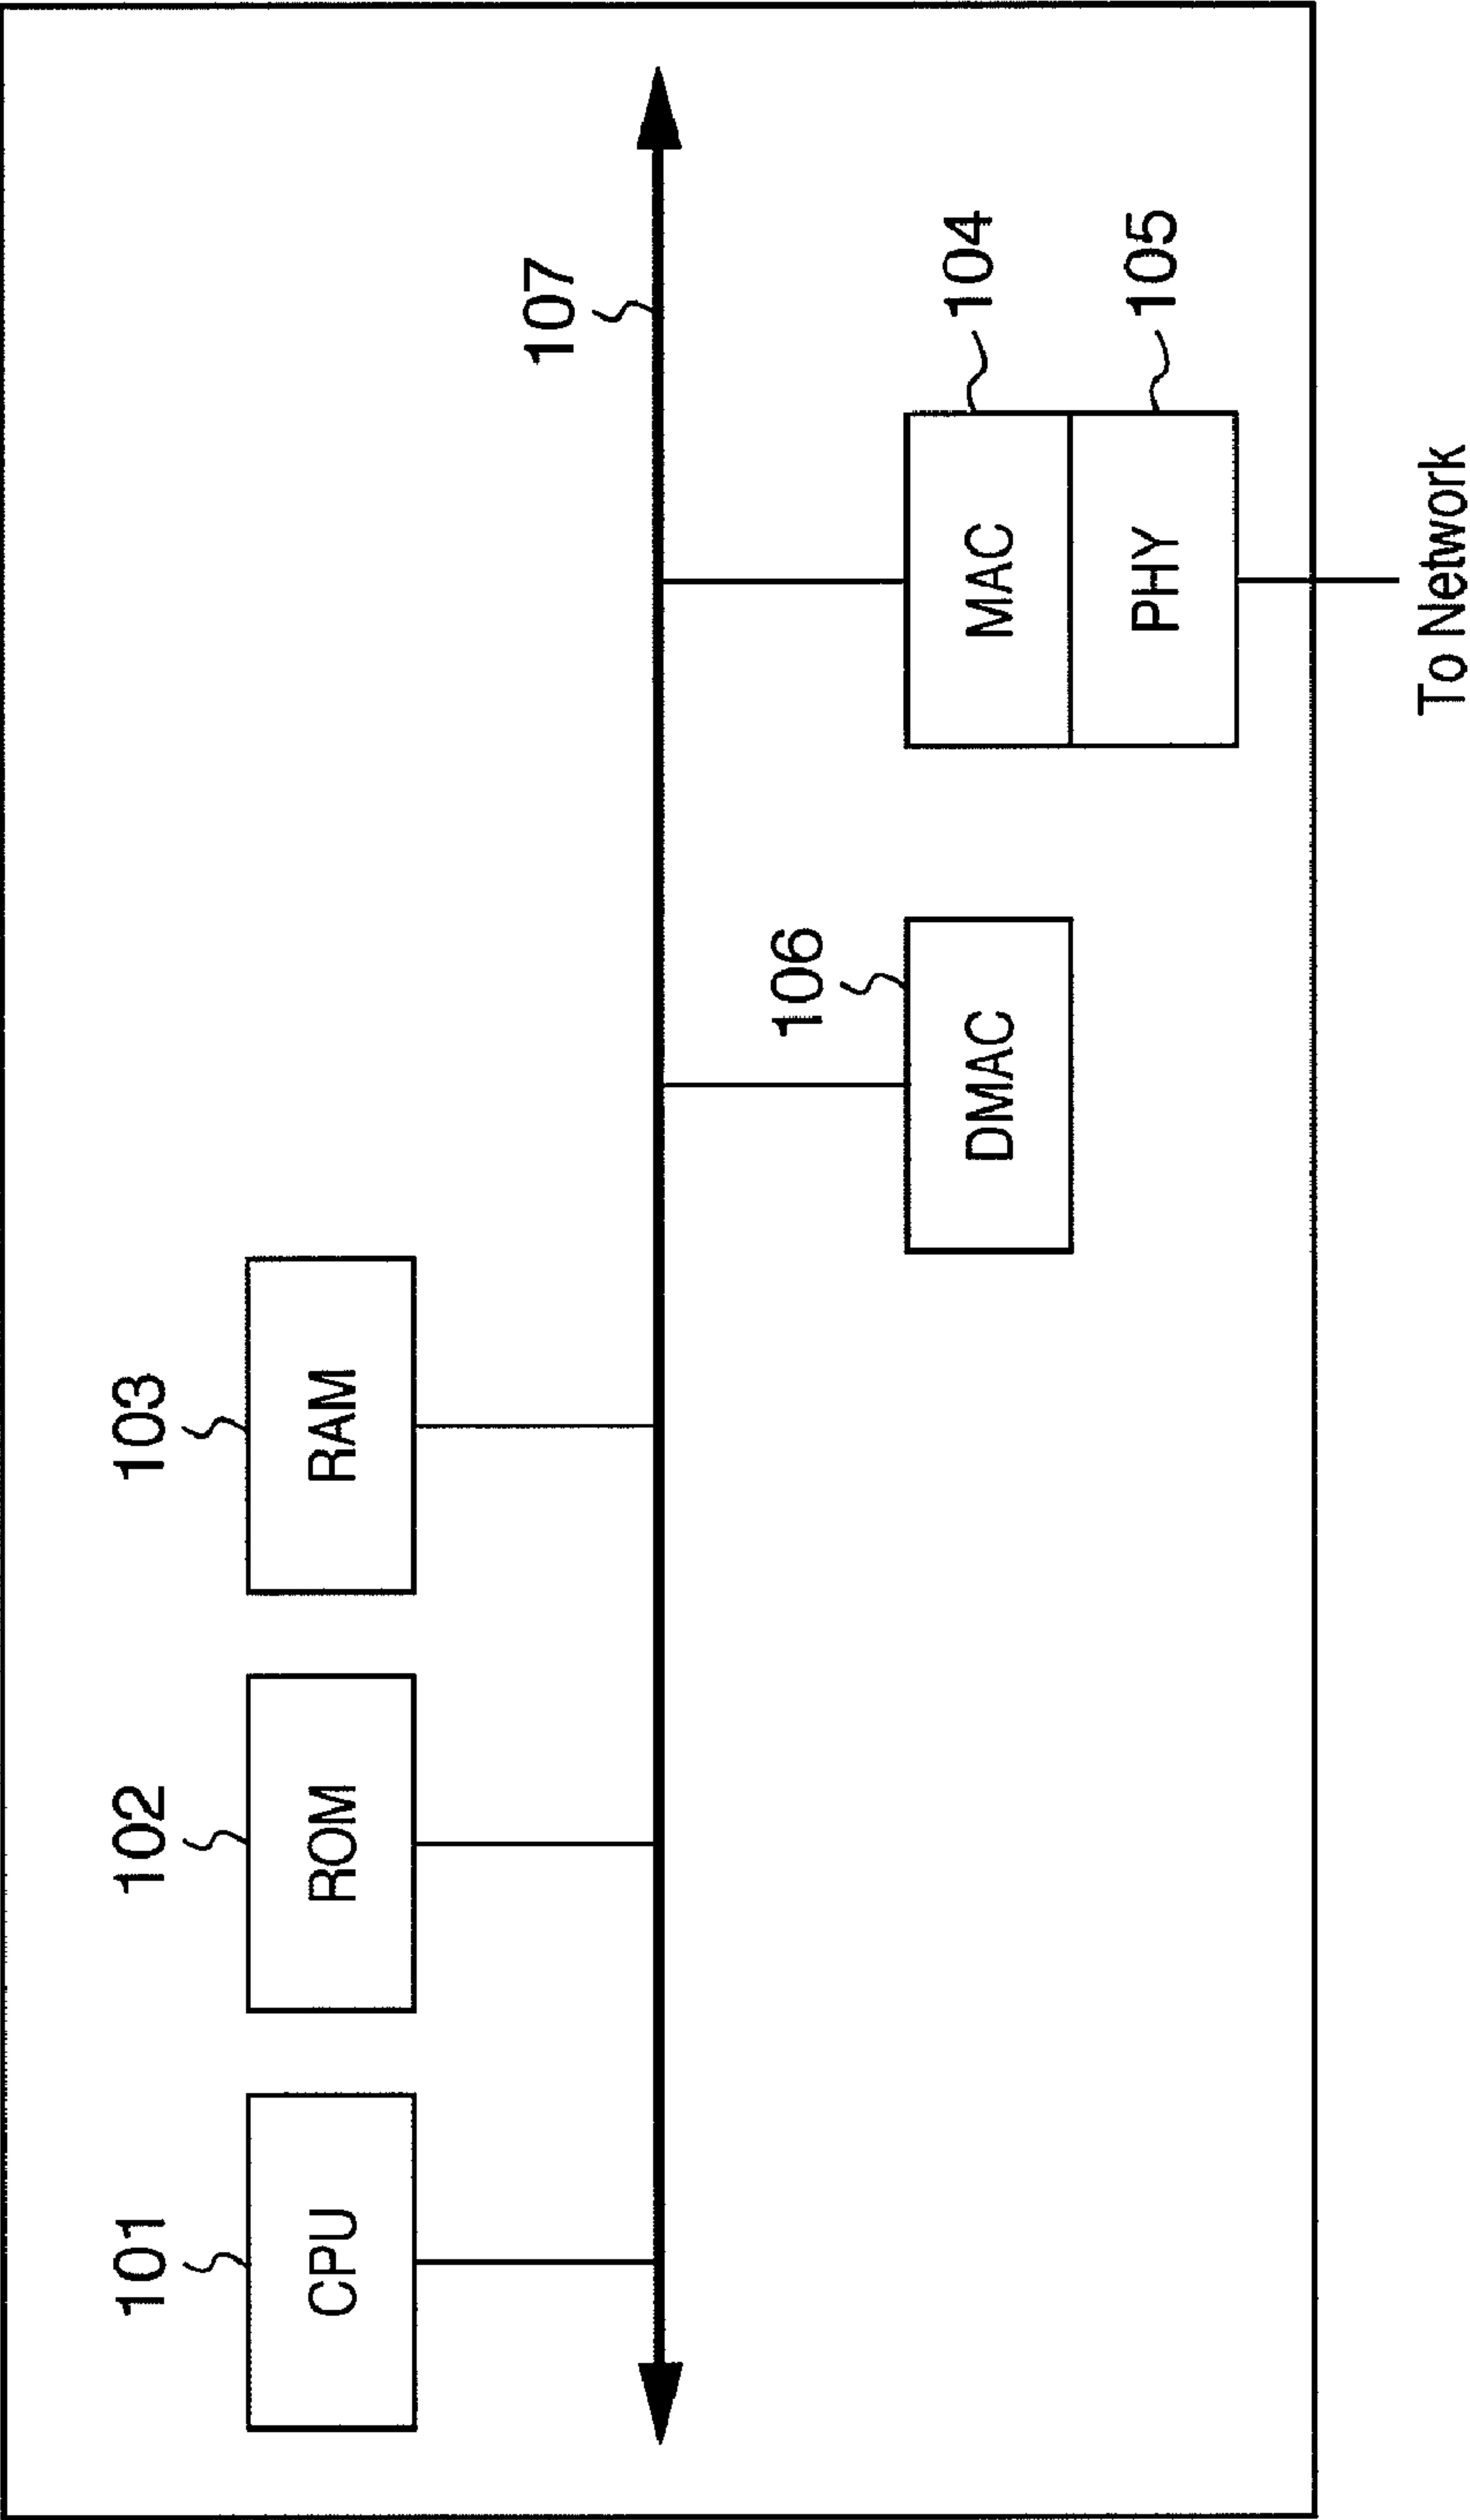 101
CPU
102
ROM
103
RAM
107
106
DMAC
104
MAC
105
PHY
To Network